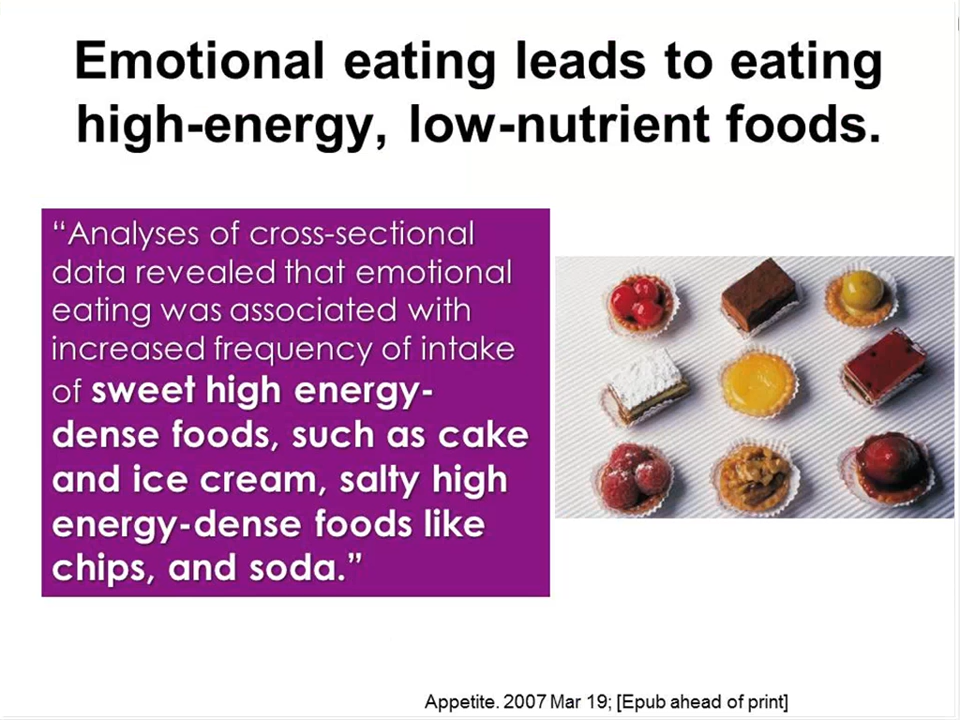 Emotional eating leads to eating
high-energy, low-nutrient foods.
“Analyses of cross-sectional
data revealed that emotional
eating was associated with
increased frequency of intake
of sweet high energy-
dense foods, such as cake
and ice cream, salty high
energy-dense foods like
chips, and soda.”
Appetite. 2007 Mar 19; [Epub ahead of print]